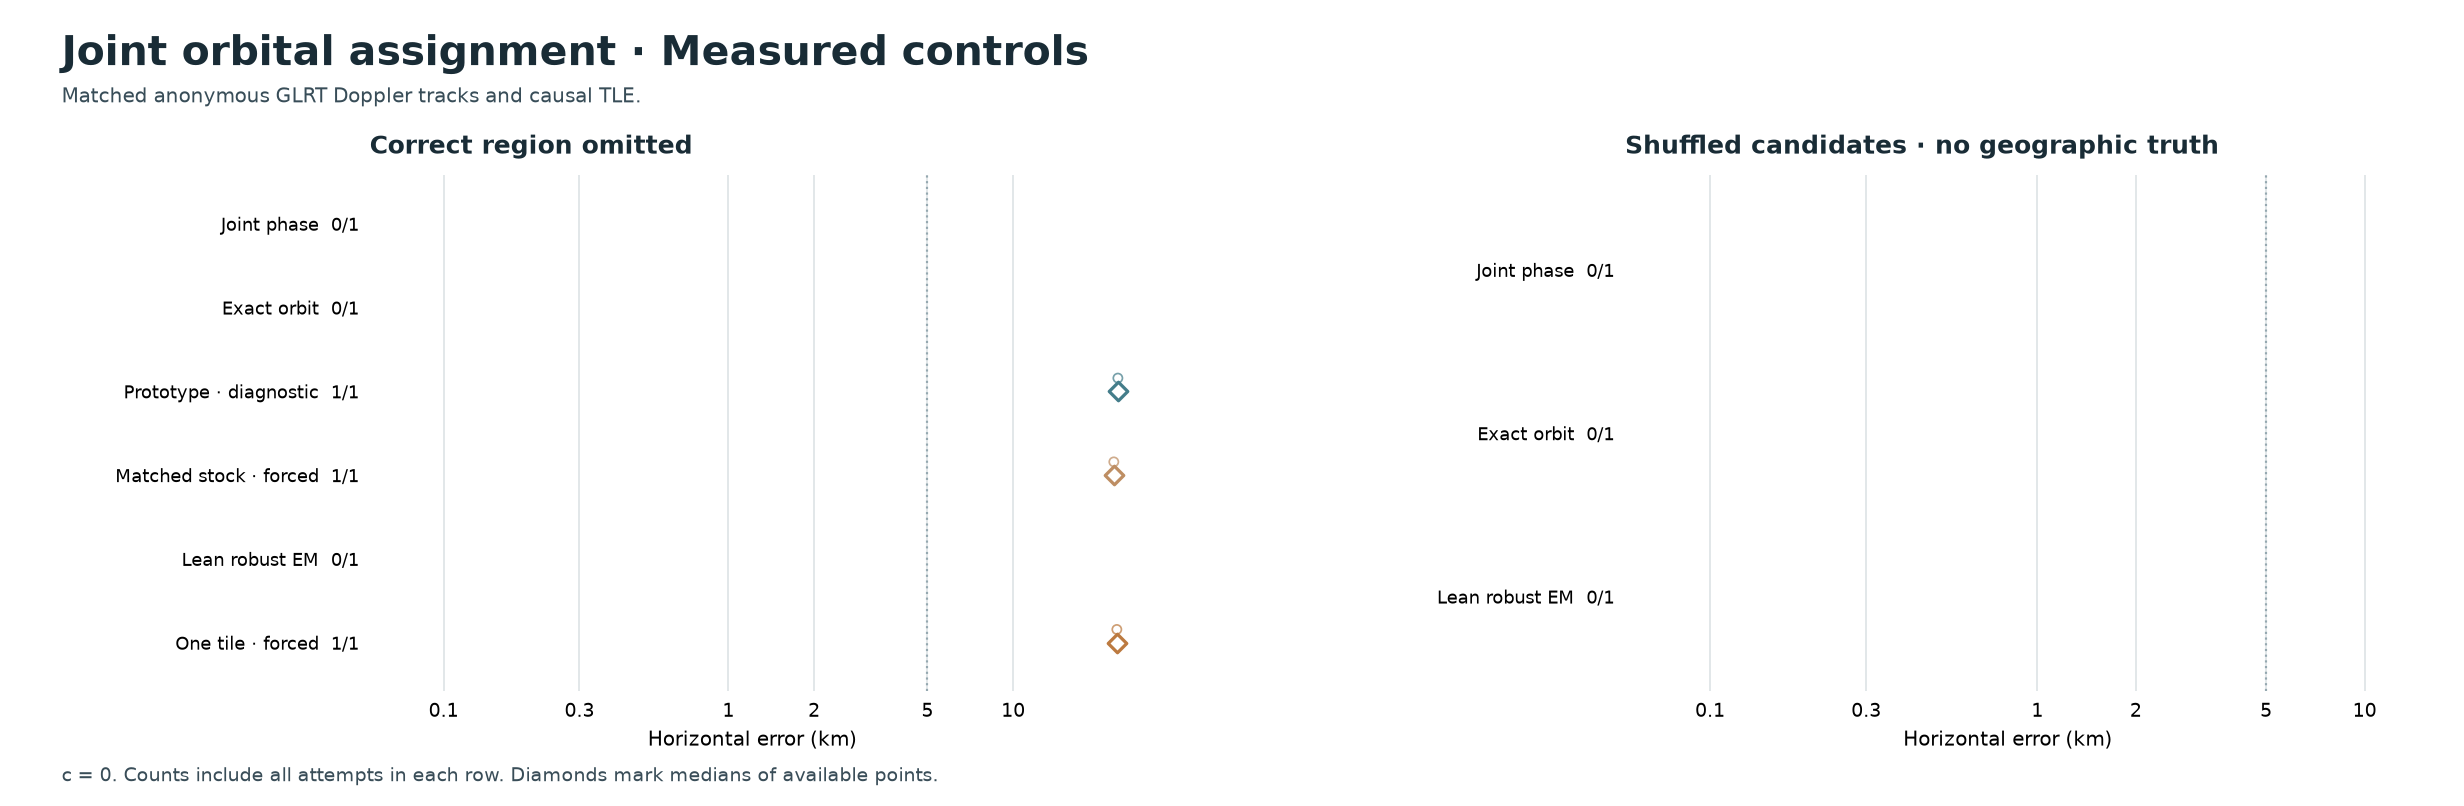 Joint orbital assignment · Measured controls
Matched anonymous GLRT Doppler tracks and causal TLE.
Correct region omitted
Joint phase 0/1
Exact orbit 0/1
Prototype · diagnostic 1/1
Matched stock · forced 1/1
Lean robust EM 0/1
One tile · forced 1/1
0.1 0.3 1 2 5 10
Horizontal error (km)
Shuffled candidates · no geographic truth
Joint phase 0/1
Exact orbit 0/1
Lean robust EM 0/1
0.1 0.3 1 2 5 10
Horizontal error (km)
c = 0. Counts include all attempts in each row. Diamonds mark medians of available points.